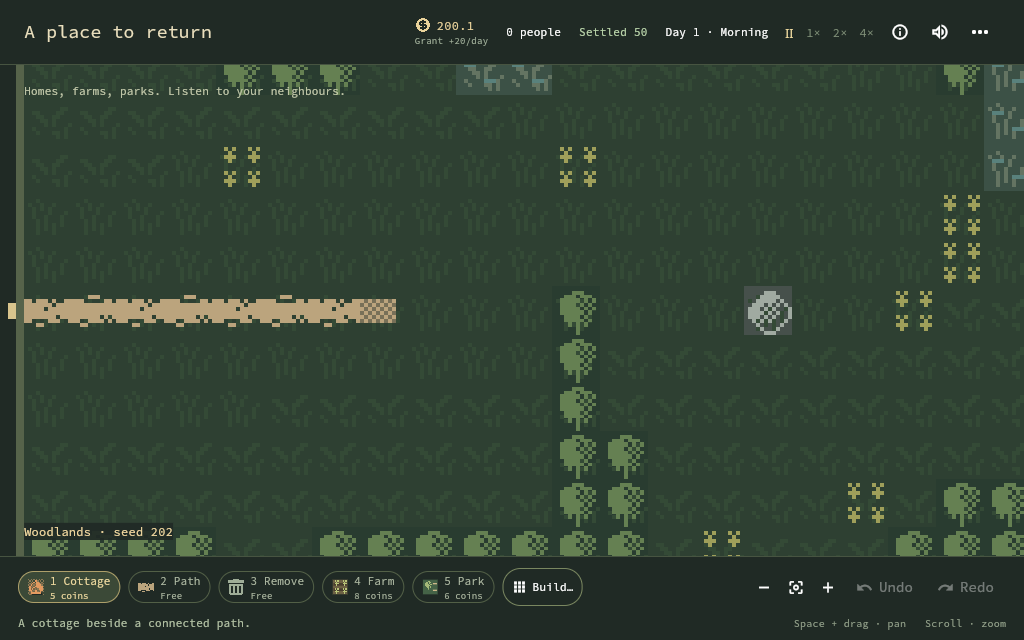 A place to return
$ 200.1
Grant +20/day
0 people
Settled 50
Day 1 · Morning
1× 2× 4×
Homes, farms, parks. Listen to your neighbours.
Woodlands · seed 202
1 Cottage
5 coins
2 Path
Free
3 Remove
Free
4 Farm
8 coins
5 Park
6 coins
Build…
Undo
Redo
A cottage beside a connected path.
Space + drag · pan
Scroll · zoom